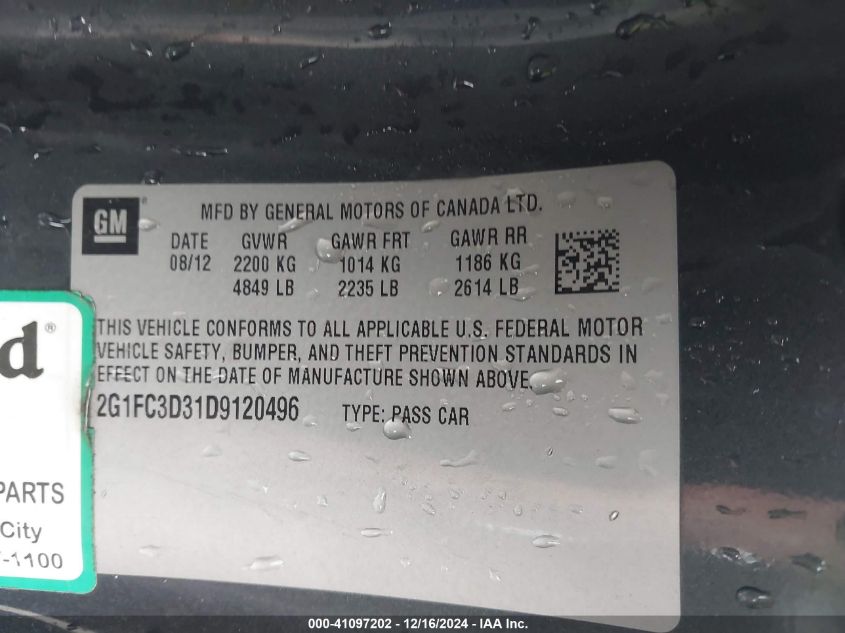 GM®
MFD BY GENERAL MOTORS OF CANADA LTD.
DATE GVWR GAWR FRT GAWR RR
08/12 2200 KG 1014 KG 1186 KG
4849 LB 2235 LB 2614 LB
THIS VEHICLE CONFORMS TO ALL APPLICABLE U.S. FEDERAL MOTOR
VEHICLE SAFETY, BUMPER, AND THEFT PREVENTION STANDARDS IN
EFFECT ON THE DATE OF MANUFACTURE SHOWN ABOVE.
2G1FC3D31D9120496 TYPE: PASS CAR
d®
PARTS
City
-1100
000-41097202 - 12/16/2024 - IAA Inc.